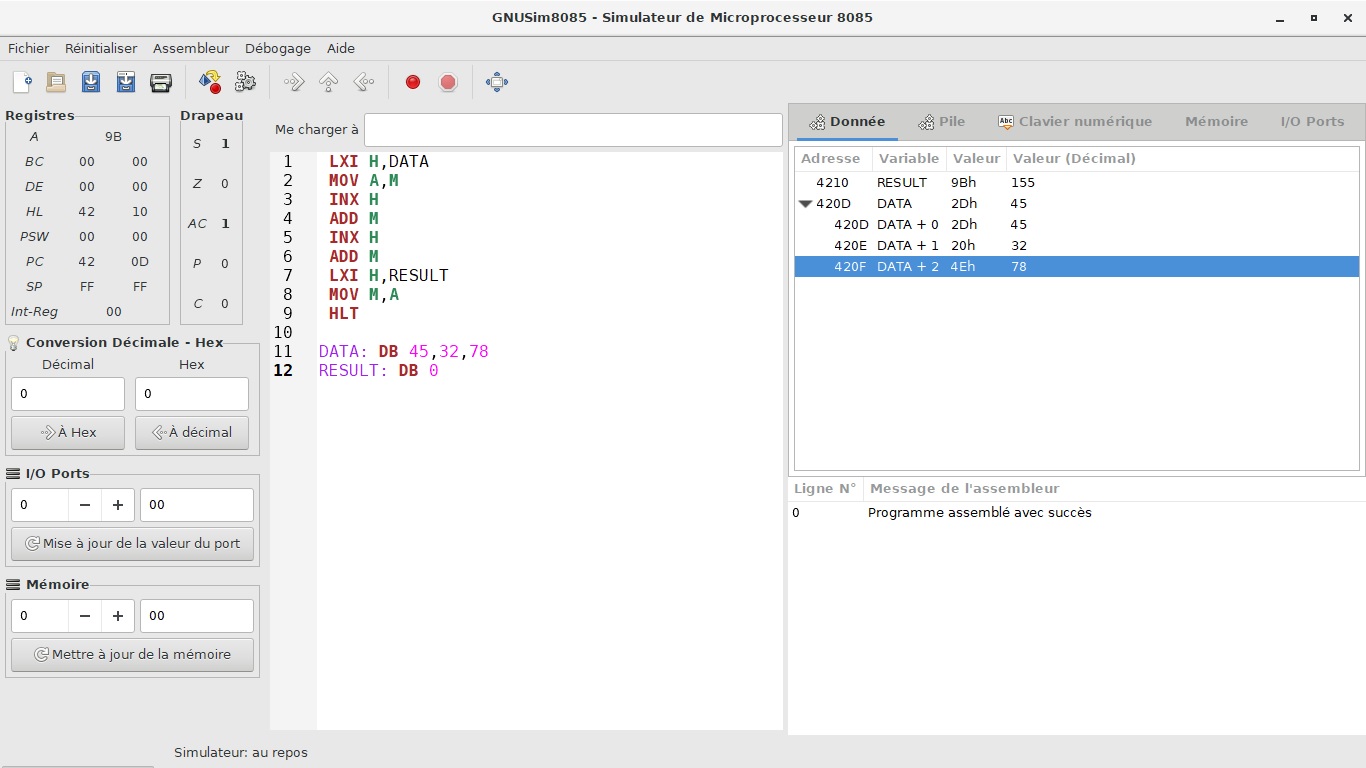 GNUSim8085 - Simulateur de Microprocesseur 8085
Fichier Réinitialiser Assembleur Débogage Aide
Registres
A 9B
BC 00 00
DE 00 00
HL 42 10
PSW 00 00
PC 42 0D
SP FF FF
Int-Reg 00
Drapeau
S 1
Z 0
AC 1
P 0
C 0
Conversion Décimale - Hex
Décimal Hex
0 0
À Hex À décimal
I/O Ports
0 − + 00
Mise à jour de la valeur du port
Mémoire
0 − + 00
Mettre à jour de la mémoire
Me charger à
1 LXI H,DATA
2 MOV A,M
3 INX H
4 ADD M
5 INX H
6 ADD M
7 LXI H,RESULT
8 MOV M,A
9 HLT
10
11 DATA: DB 45,32,78
12 RESULT: DB 0
Donnée Pile Abc Clavier numérique Mémoire I/O Ports
Adresse Variable Valeur Valeur (Décimal)
4210 RESULT 9Bh 155
420D DATA 2Dh 45
420D DATA + 0 2Dh 45
420E DATA + 1 20h 32
420F DATA + 2 4Eh 78
Ligne N° Message de l'assembleur
0 Programme assemblé avec succès
Simulateur: au repos